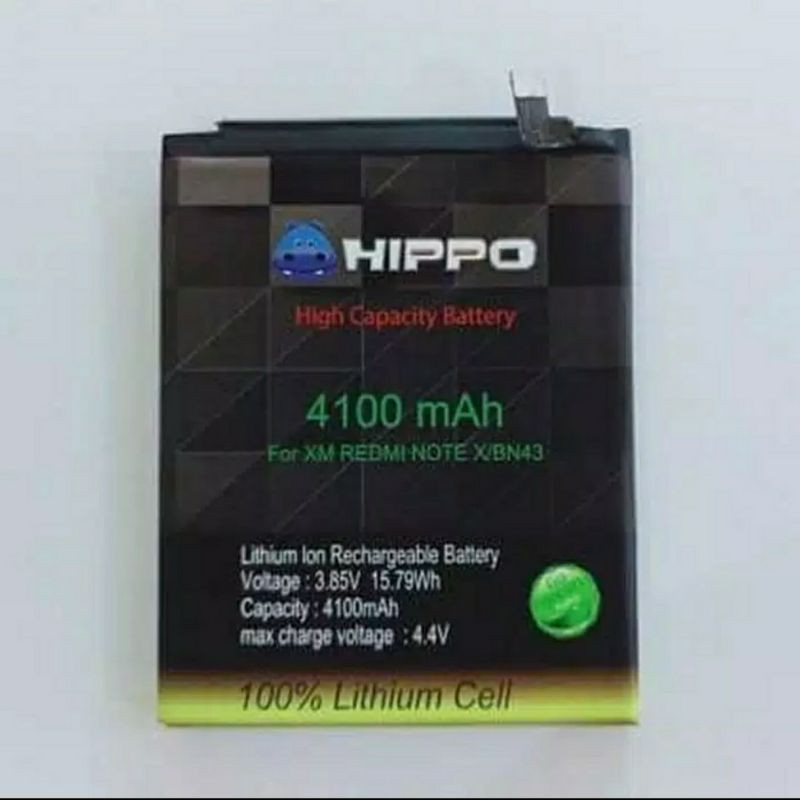 HIPPO
High Capacity Battery
4100 mAh
For XM REDMI NOTE X/BN43
Lithium Ion Rechargeable Battery
Voltage : 3.85V 15.79Wh
Capacity : 4100mAh
max charge voltage : 4.4V
100% Lithium Cell